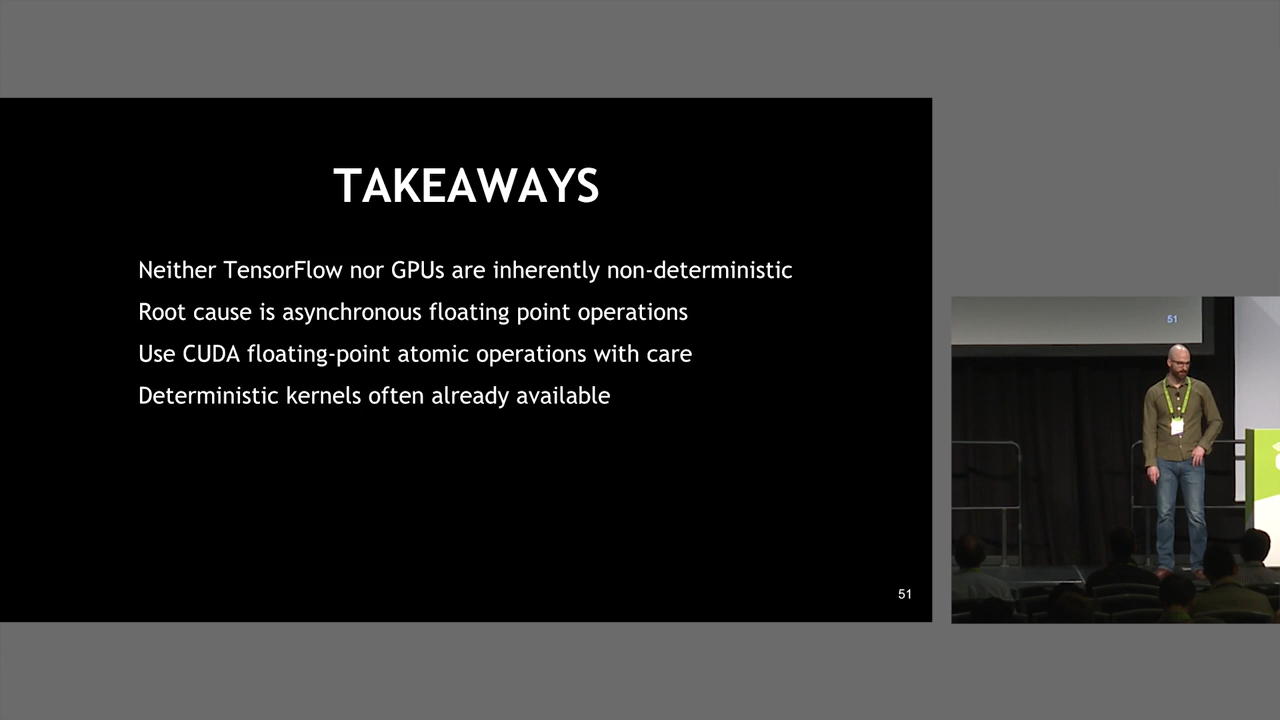 TAKEAWAYS
Neither TensorFlow nor GPUs are inherently non-deterministic
Root cause is asynchronous floating point operations
Use CUDA floating-point atomic operations with care
Deterministic kernels often already available
51
51